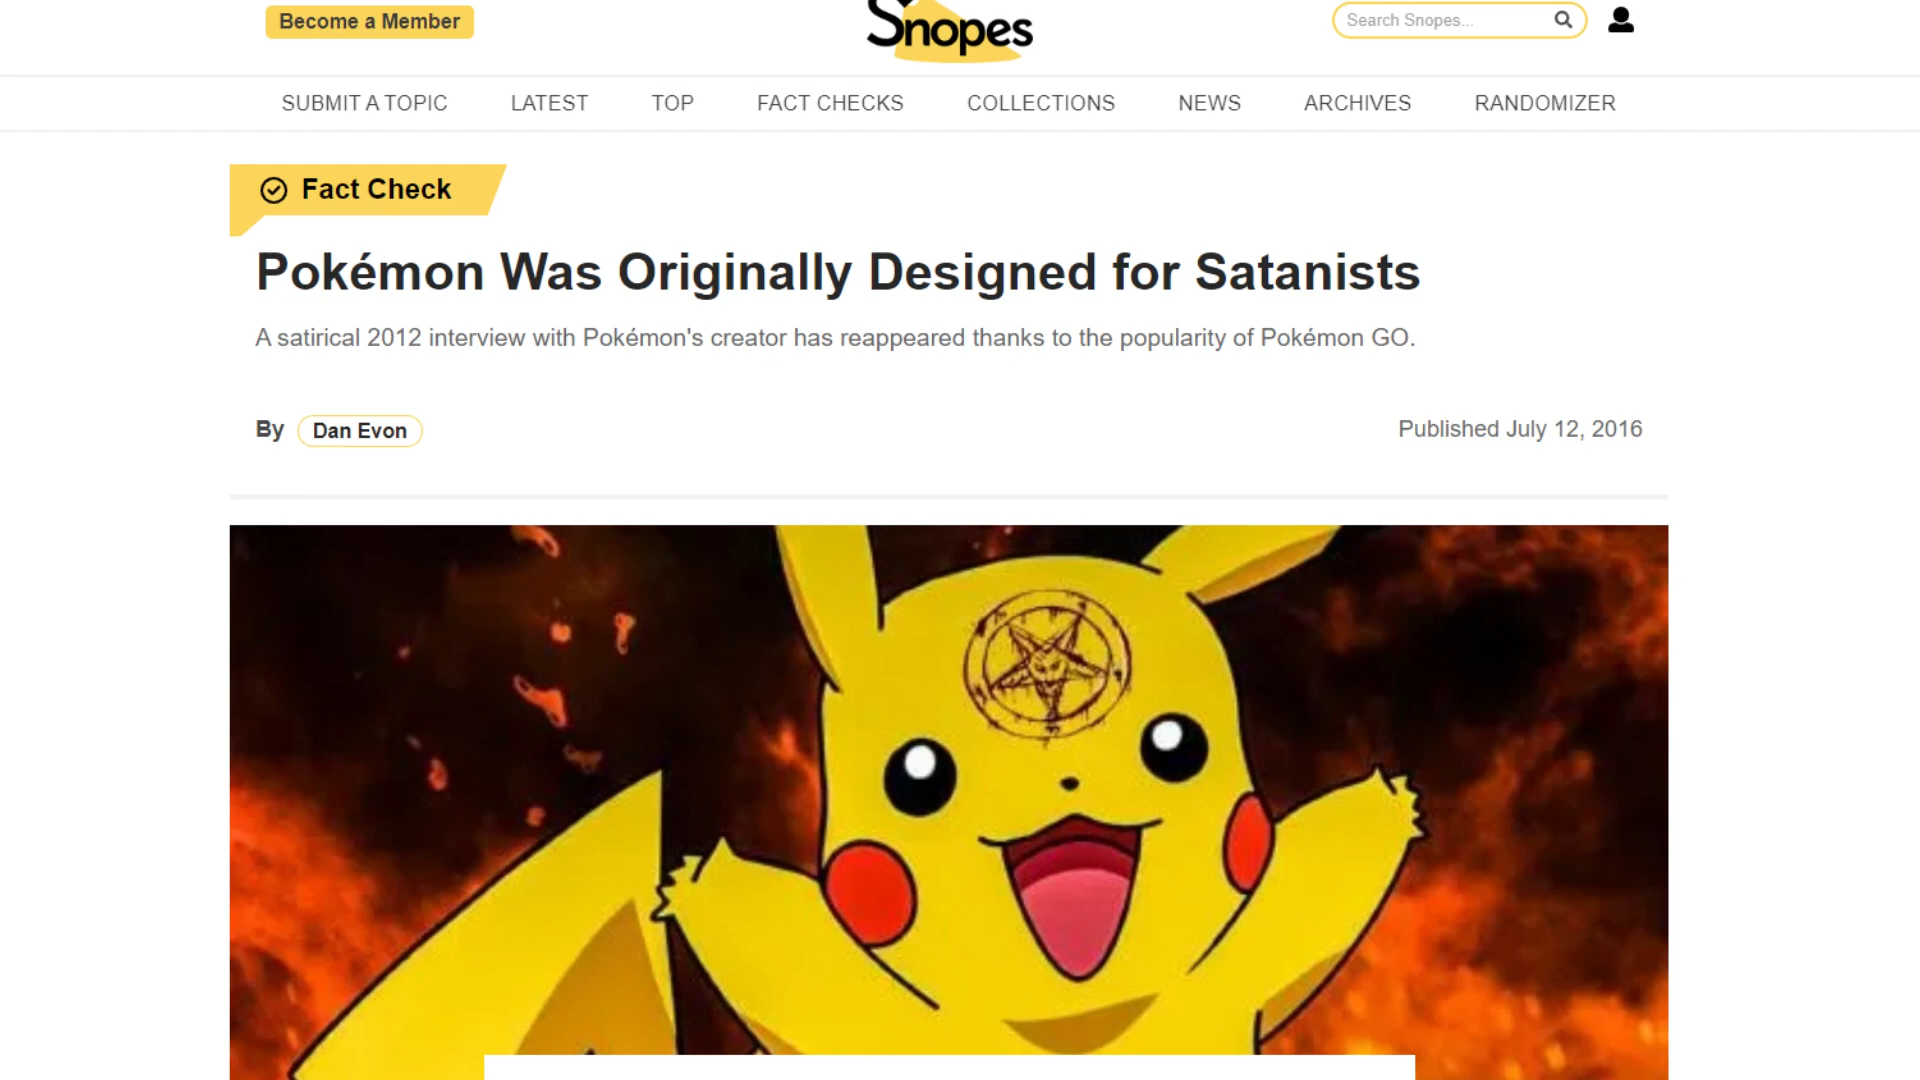 Become a Member
Snopes
Search Snopes...
SUBMIT A TOPIC LATEST TOP FACT CHECKS COLLECTIONS NEWS ARCHIVES RANDOMIZER
Fact Check
Pokémon Was Originally Designed for Satanists
A satirical 2012 interview with Pokémon's creator has reappeared thanks to the popularity of Pokémon GO.
By Dan Evon
Published July 12, 2016